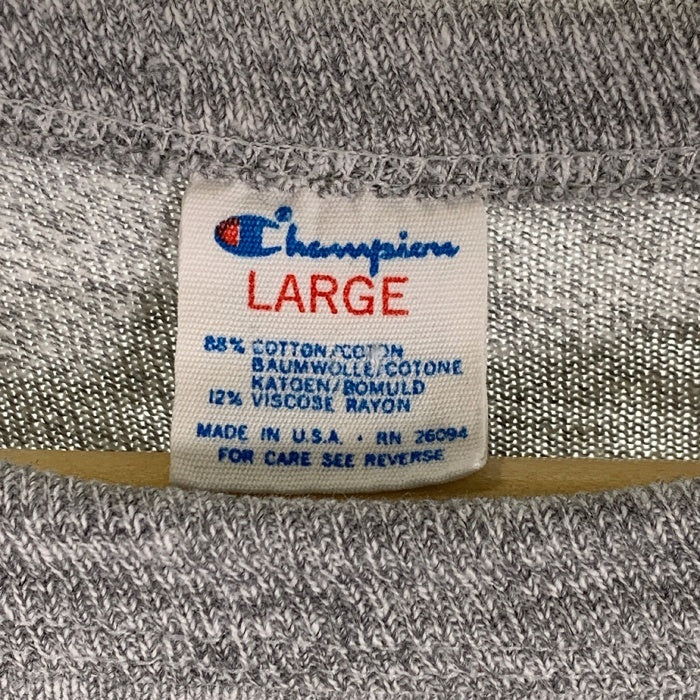 Champion
LARGE
88% COTTON/COTON
BAUMWOLLE/COTONE
KATOEN/BOMULD
12% VISCOSE RAYON
MADE IN U.S.A. • RN 26094
FOR CARE SEE REVERSE